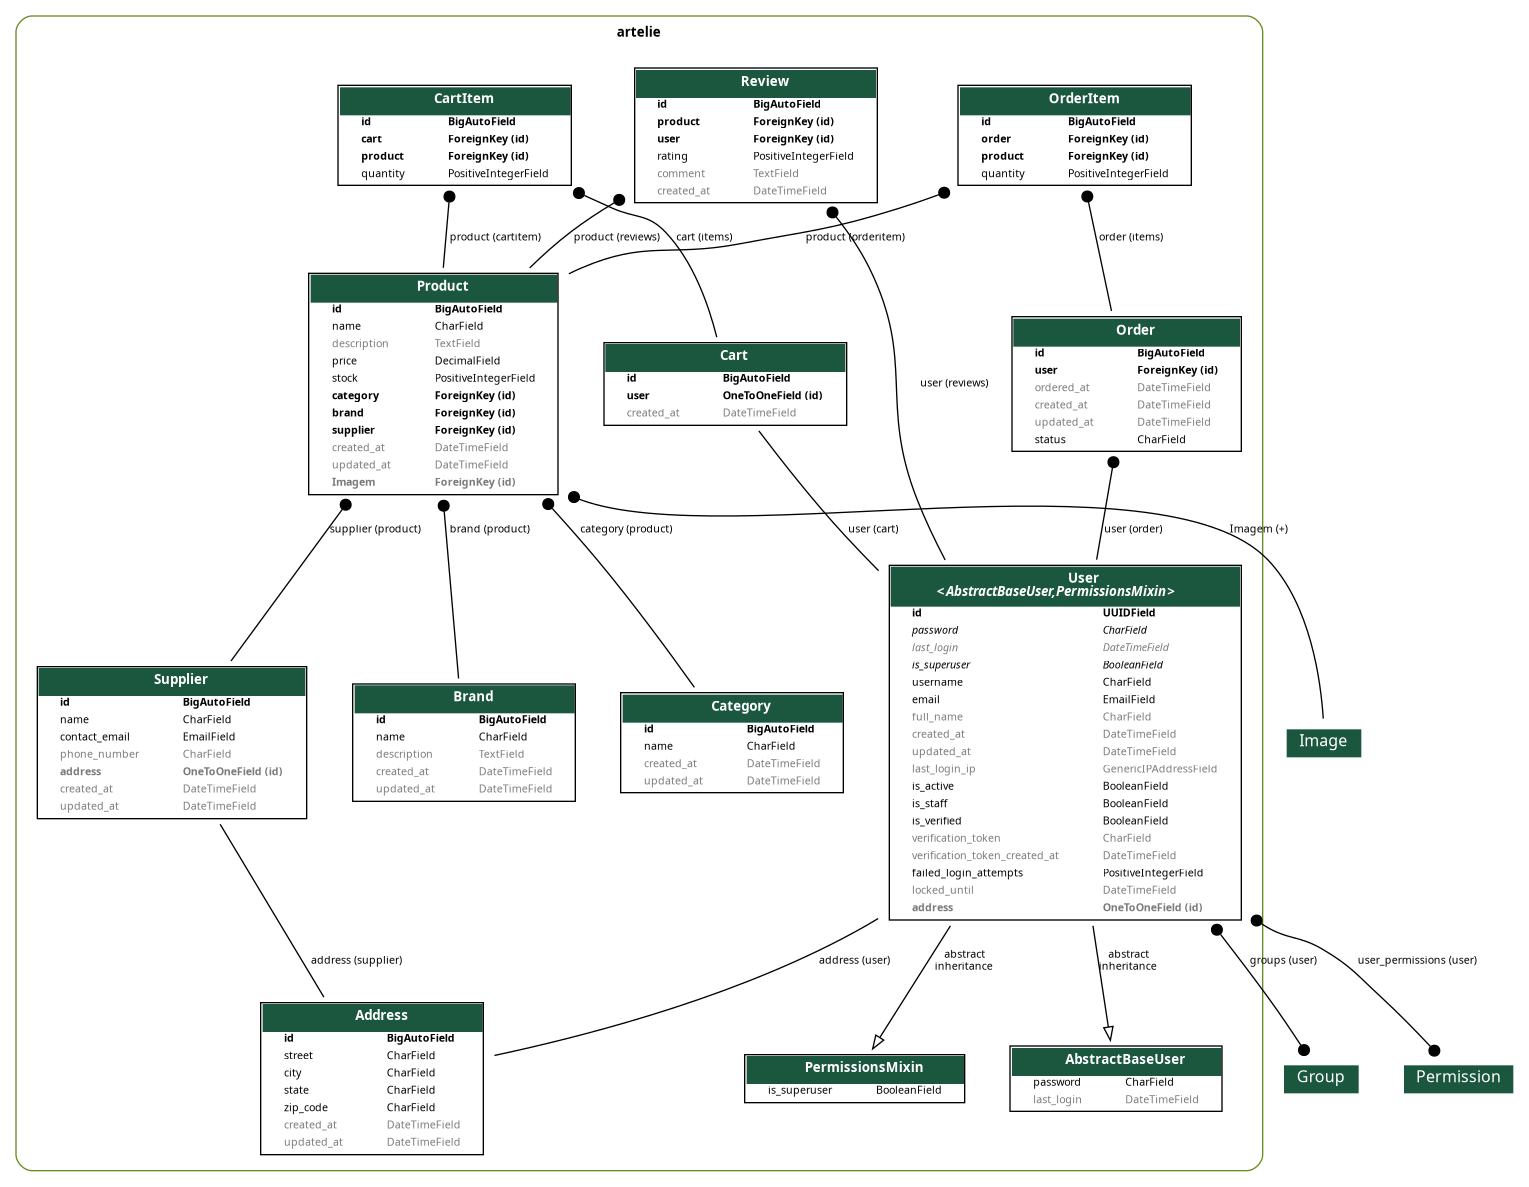 artelie
CartItem
id BigAutoField
cart ForeignKey (id)
product ForeignKey (id)
quantity PositiveIntegerField
Review
id BigAutoField
product ForeignKey (id)
user ForeignKey (id)
rating PositiveIntegerField
comment TextField
created_at DateTimeField
OrderItem
id BigAutoField
order ForeignKey (id)
product ForeignKey (id)
quantity PositiveIntegerField
product (cartitem)
product (reviews)
cart (items)
product (orderitem)
order (items)
Product
id BigAutoField
name CharField
description TextField
price DecimalField
stock PositiveIntegerField
category ForeignKey (id)
brand ForeignKey (id)
supplier ForeignKey (id)
created_at DateTimeField
updated_at DateTimeField
Imagem ForeignKey (id)
Cart
id BigAutoField
user OneToOneField (id)
created_at DateTimeField
user (reviews)
Order
id BigAutoField
user ForeignKey (id)
ordered_at DateTimeField
created_at DateTimeField
updated_at DateTimeField
status CharField
supplier (product)
brand (product)
category (product)
user (cart)
user (order)
Imagem (+)
Supplier
id BigAutoField
name CharField
contact_email EmailField
phone_number CharField
address OneToOneField (id)
created_at DateTimeField
updated_at DateTimeField
Brand
id BigAutoField
name CharField
description TextField
created_at DateTimeField
updated_at DateTimeField
Category
id BigAutoField
name CharField
created_at DateTimeField
updated_at DateTimeField
User
<AbstractBaseUser,PermissionsMixin>
id UUIDField
password CharField
last_login DateTimeField
is_superuser BooleanField
username CharField
email EmailField
full_name CharField
created_at DateTimeField
updated_at DateTimeField
last_login_ip GenericIPAddressField
is_active BooleanField
is_staff BooleanField
is_verified BooleanField
verification_token CharField
verification_token_created_at DateTimeField
failed_login_attempts PositiveIntegerField
locked_until DateTimeField
address OneToOneField (id)
Image
address (supplier)
address (user)
abstract
inheritance
abstract
inheritance
groups (user)
user_permissions (user)
Address
id BigAutoField
street CharField
city CharField
state CharField
zip_code CharField
created_at DateTimeField
updated_at DateTimeField
PermissionsMixin
is_superuser BooleanField
AbstractBaseUser
password CharField
last_login DateTimeField
Group
Permission